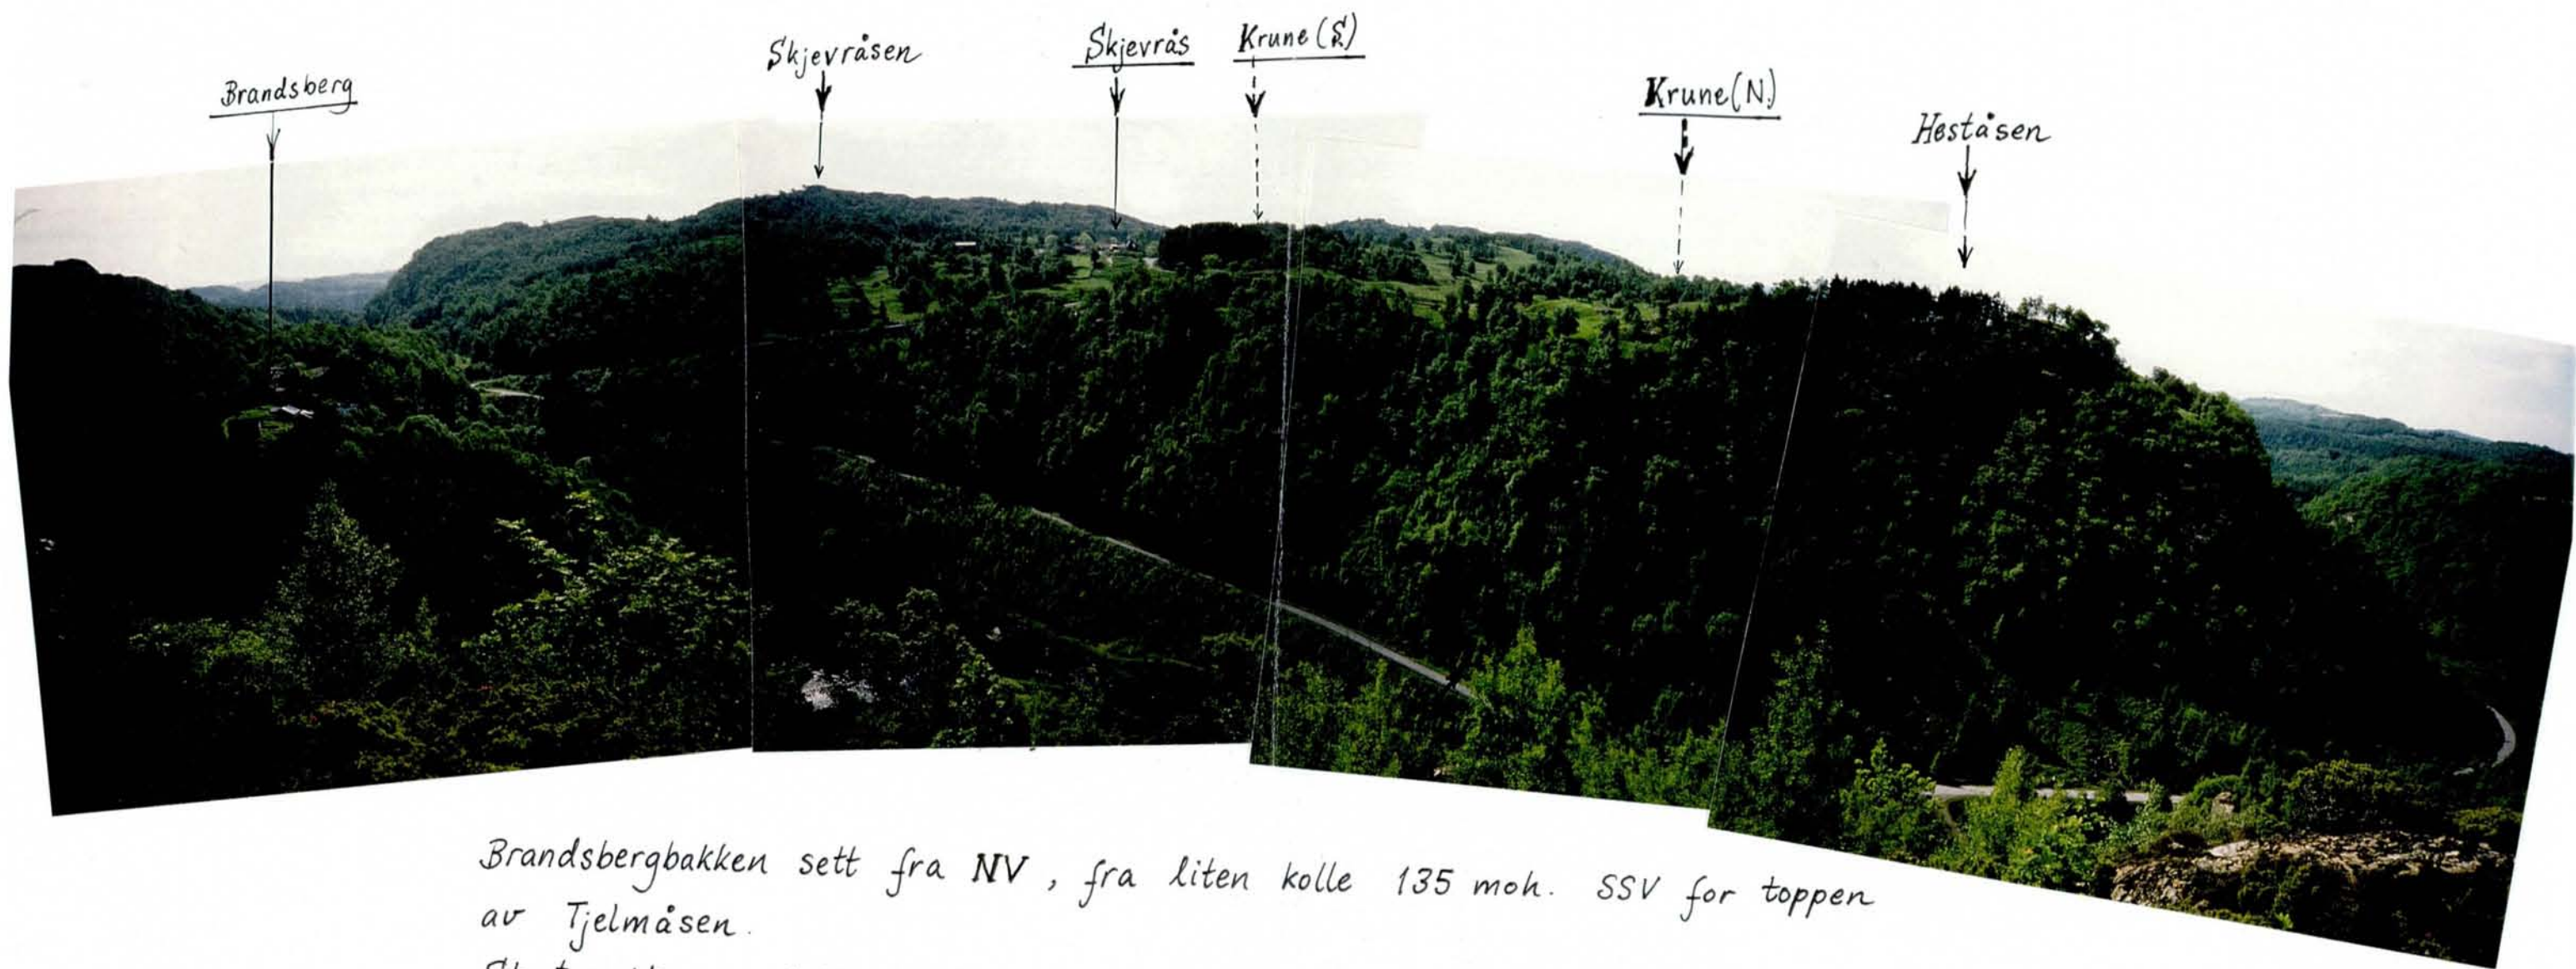 Brandsberg
Skjevråsen
Skjevrås
Krune (S)
Krune (N.)
Heståsen
Brandsbergbakken sett fra NV, fra liten kolle 135 moh. SSV for toppen
av Tjelmåsen.